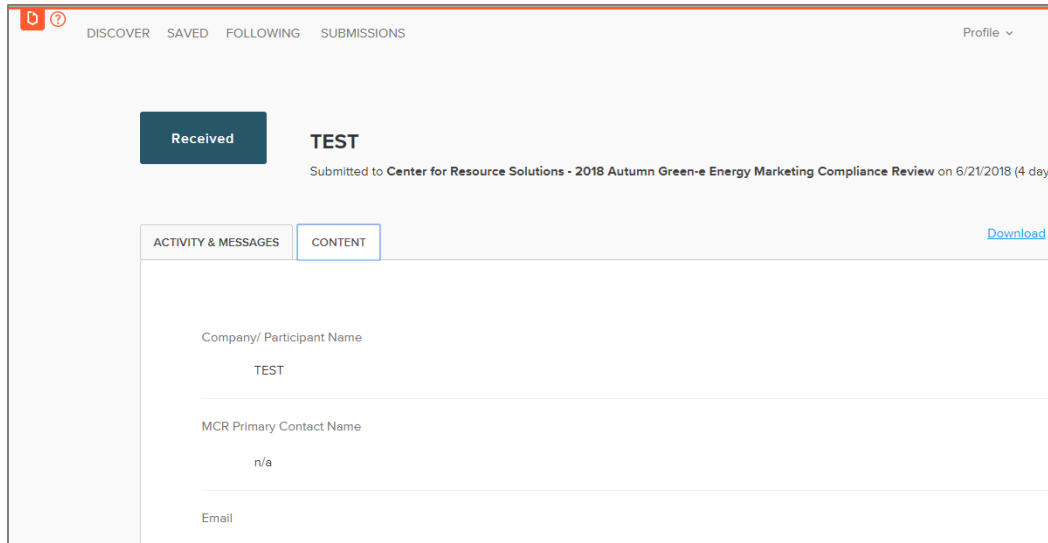 DISCOVER SAVED FOLLOWING SUBMISSIONS Profile
Received
TEST
Submitted to Center for Resource Solutions - 2018 Autumn Green-e Energy Marketing Compliance Review on 6/21/2018 (4 day
ACTIVITY & MESSAGES CONTENT Download
Company/ Participant Name
TEST
MCR Primary Contact Name
n/a
Email